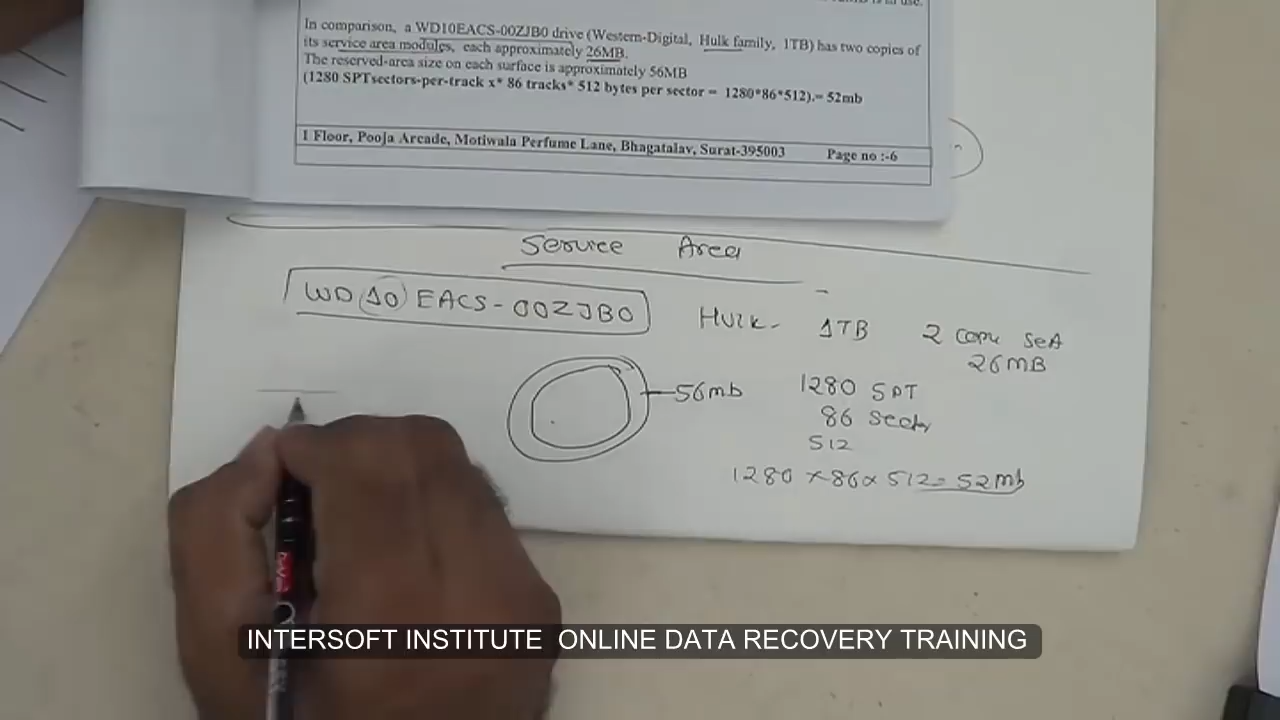 In comparison, a WD10EACS-00ZJB0 drive (Western-Digital, Hulk family, 1TB) has two copies of
its service area modules, each approximately 26MB.
The reserved-area size on each surface is approximately 56MB
(1280 SPTsectors-per-track x* 86 tracks* 512 bytes per sector = 1280*86*512).= 52mb
1 Floor, Pooja Arcade, Motiwala Perfume Lane, Bhagatalav, Surat-395003 Page no :-6
Service Area
WD10EACS-00ZJB0 Hulk- 1TB 2 copy SeA
26MB
56mb 1280 SPT
86
512
1280 x86x 512= 52mb
INTERSOFT INSTITUTE ONLINE DATA RECOVERY TRAINING